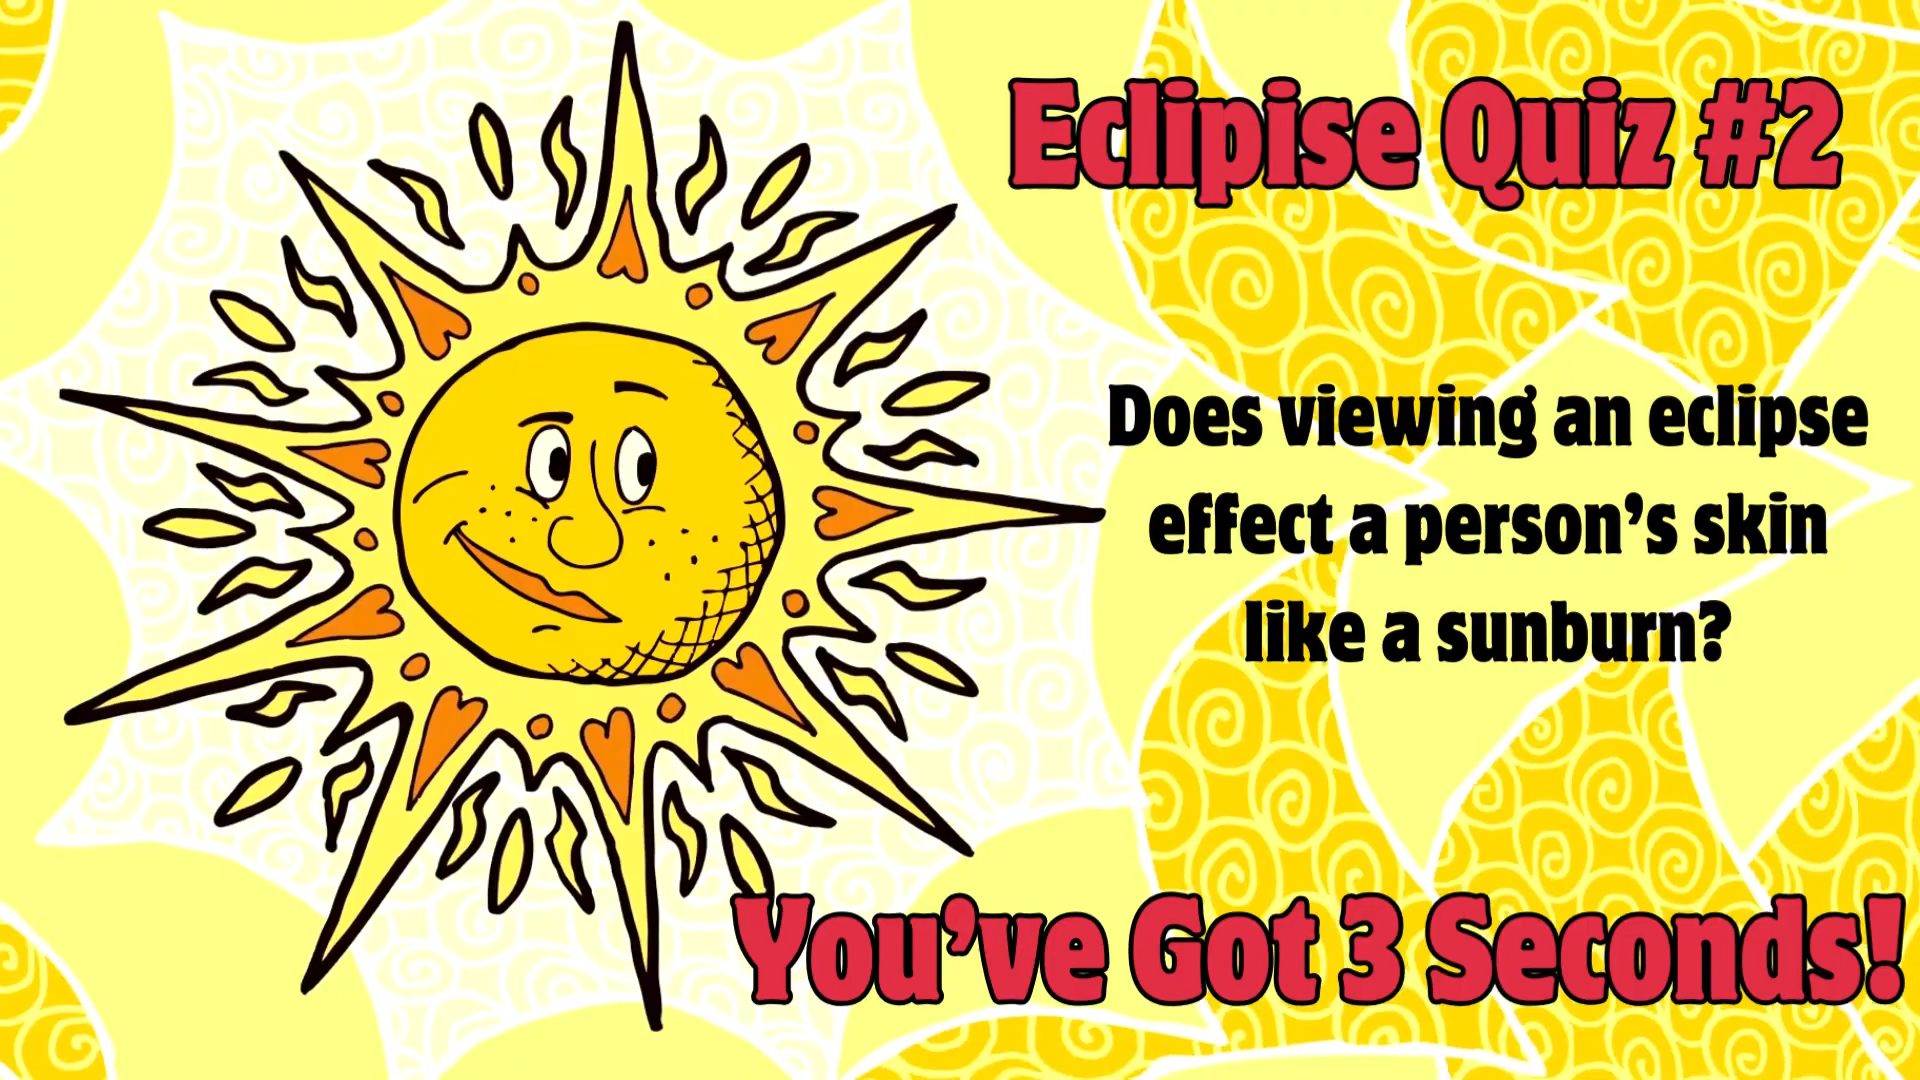 Eclipise Quiz #2
Does viewing an eclipse
effect a person’s skin
like a sunburn?
You’ve Got 3 Seconds!